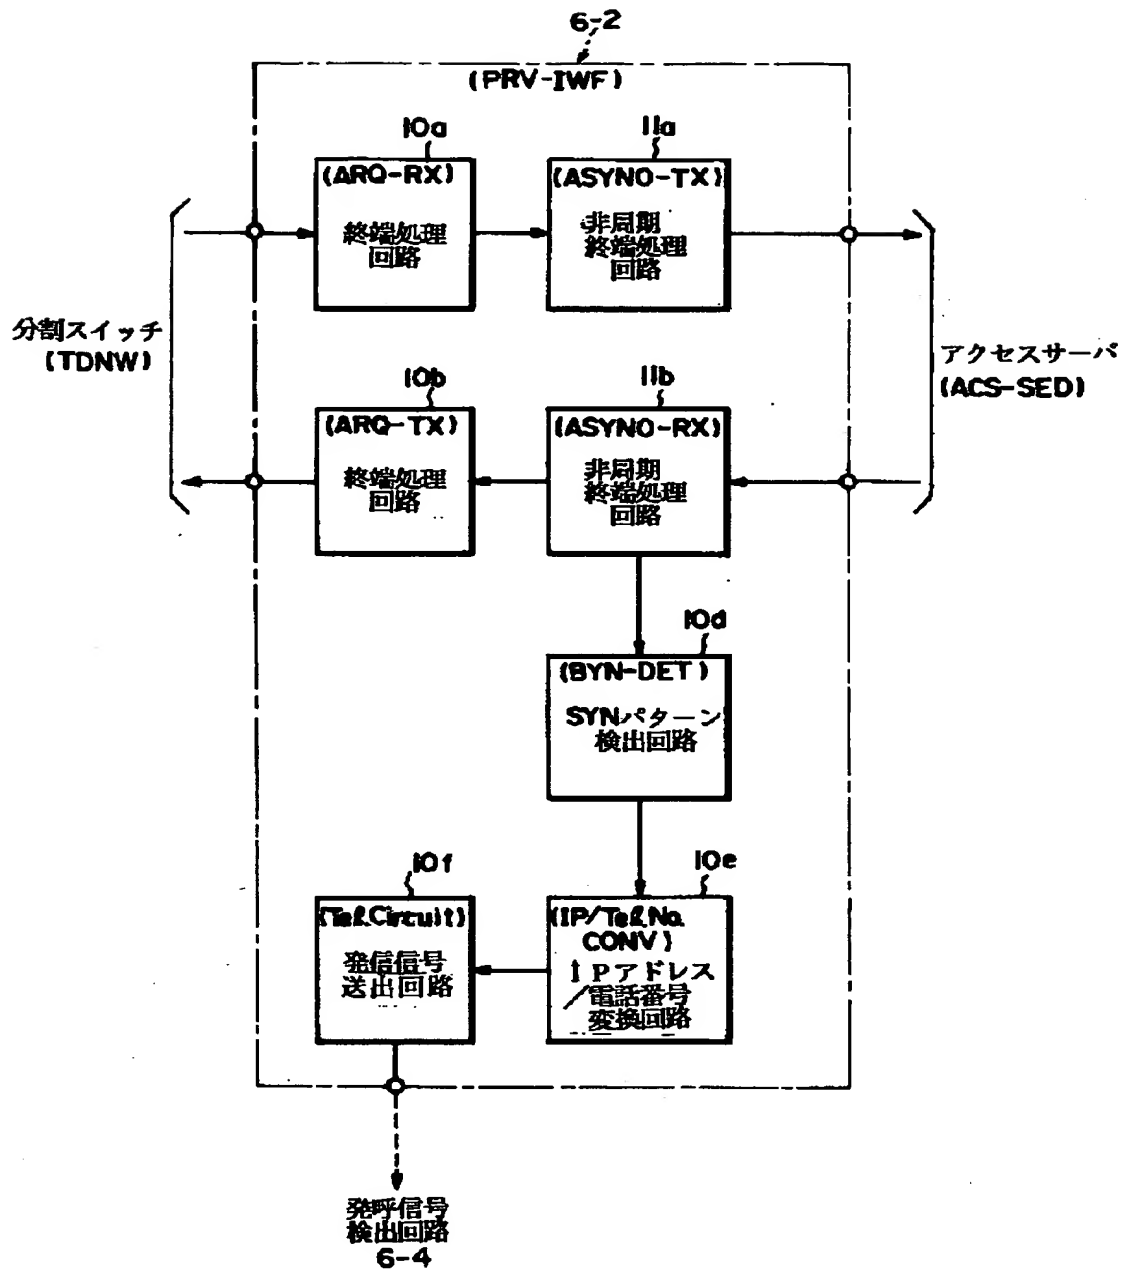 6-2
(PRV-IWF)
10a
11a
(ARQ-RX)
終端処理
回路
(ASYNO-TX)
非同期
終端処理
回路
分割スイッチ
(TDNW)
アクセスサーバ
(ACS-SED)
10b
11b
(ARQ-TX)
終端処理
回路
(ASYNO-RX)
非同期
終端処理
回路
10d
(BYN-DET)
SYNパターン
検出回路
10f
10e
(Tel.Circuit)
発信信号
送出回路
(IP/Tel.No.
CONV)
IPアドレス
/電話番号
変換回路
発呼信号
検出回路
6-4